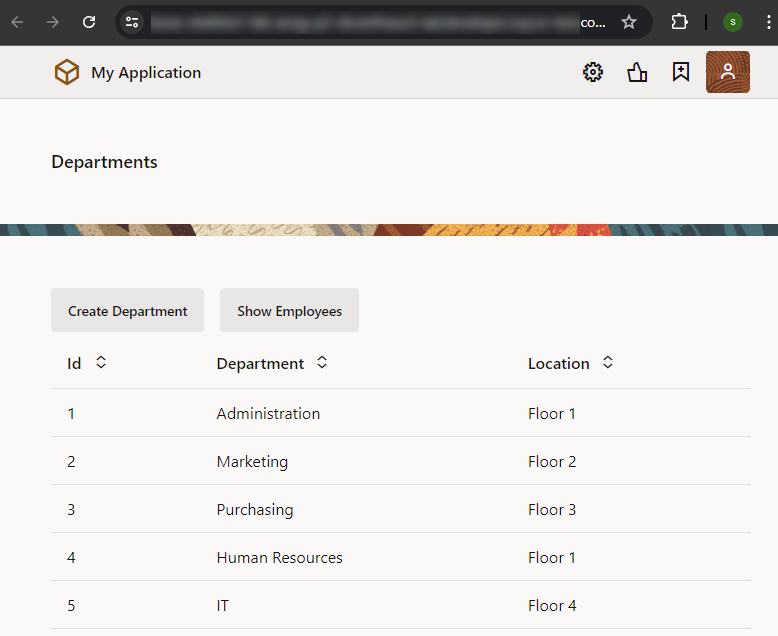 co...
S
My Application
Departments
Create Department Show Employees
Id Department Location
1 Administration Floor 1
2 Marketing Floor 2
3 Purchasing Floor 3
4 Human Resources Floor 1
5 IT Floor 4